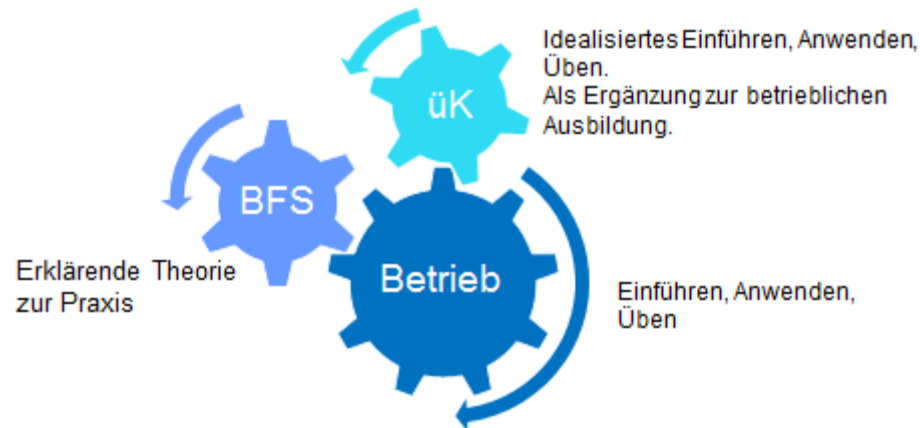 Idealisiertes Einführen, Anwenden,
Üben.
Als Ergänzung zur betrieblichen
Ausbildung.
üK
BFS
Erklärende Theorie
zur Praxis
Betrieb
Einführen, Anwenden,
Üben